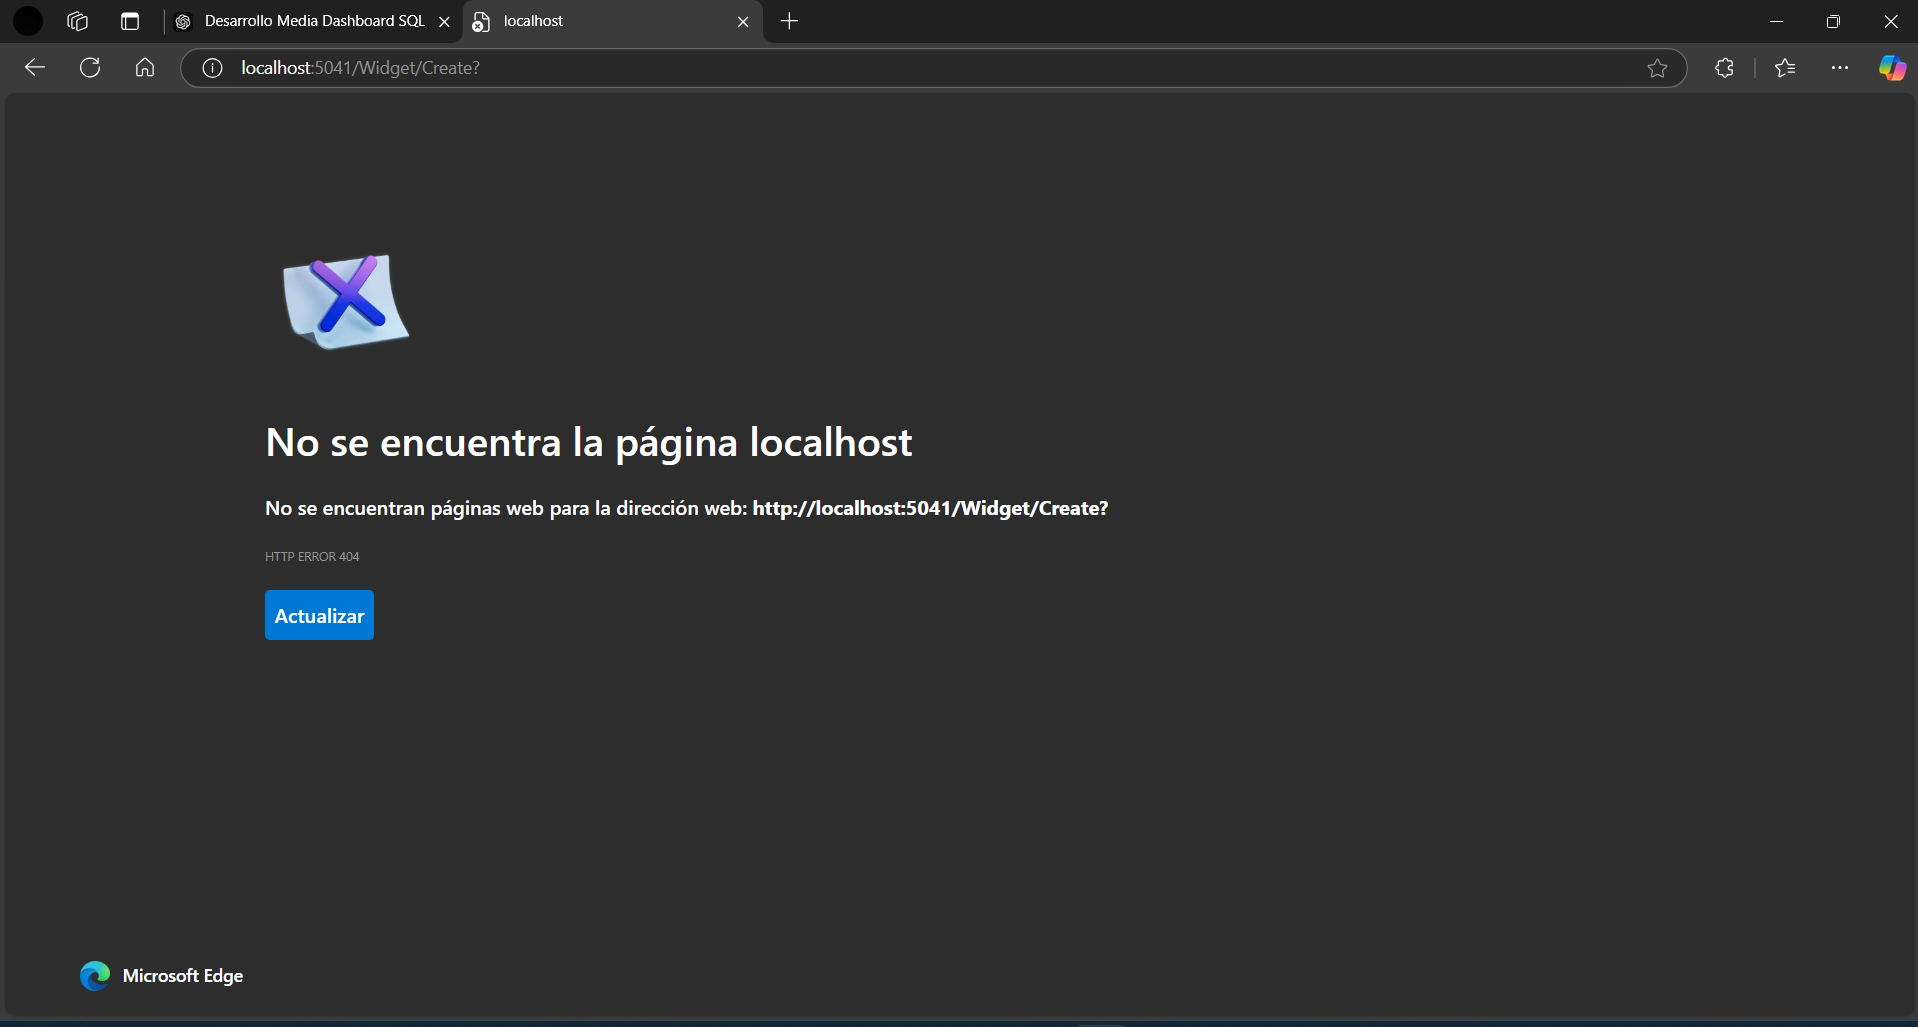 Desarrollo Media Dashboard SQL
localhost
localhost:5041/Widget/Create?
No se encuentra la página localhost
No se encuentran páginas web para la dirección web: http://localhost:5041/Widget/Create?
HTTP ERROR 404
Actualizar
Microsoft Edge